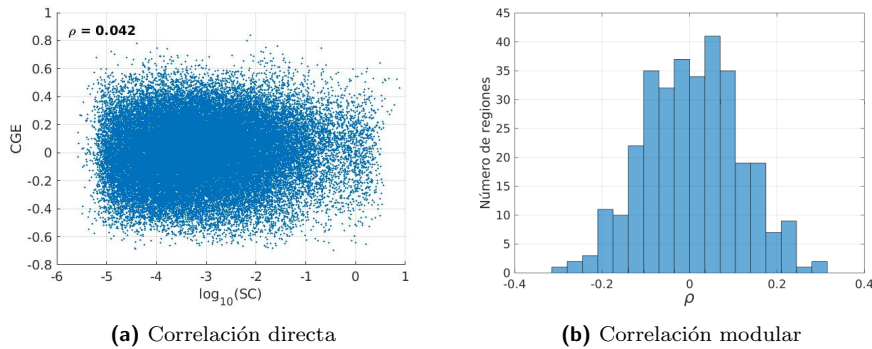 1
0.8
0.6
0.4
0.2
0
-0.2
-0.4
-0.6
-0.8
CGE
ρ = 0.042
-6 -5 -4 -3 -2 -1 0 1
log10(SC)
(a) Correlación directa
45
40
35
30
25
20
15
10
5
0
Número de regiones
-0.4 -0.2 0 0.2 0.4
ρ
(b) Correlación modular